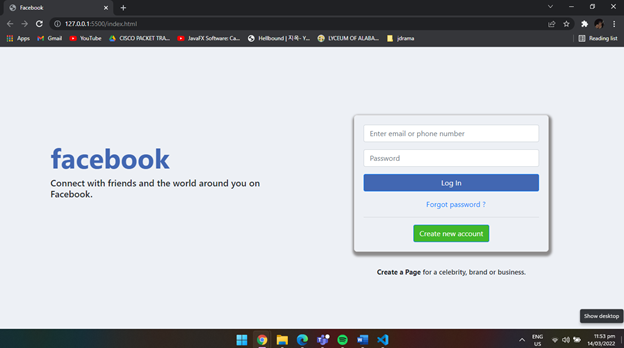 Facebook
127.0.0.1:5500/index.html
Apps
Gmail
YouTube
CISCO PACKET TRA...
JavaFX Software: Ca...
Hellbound | 지옥- Y...
LYCEUM OF ALABA...
jdrama
Reading list
facebook
Connect with friends and the world around you on
Facebook.
Enter email or phone number
Password
Log In
Forgot password ?
Create new account
Create a Page for a celebrity, brand or business.
Show desktop
ENG
US
11:53 pm
14/03/2022